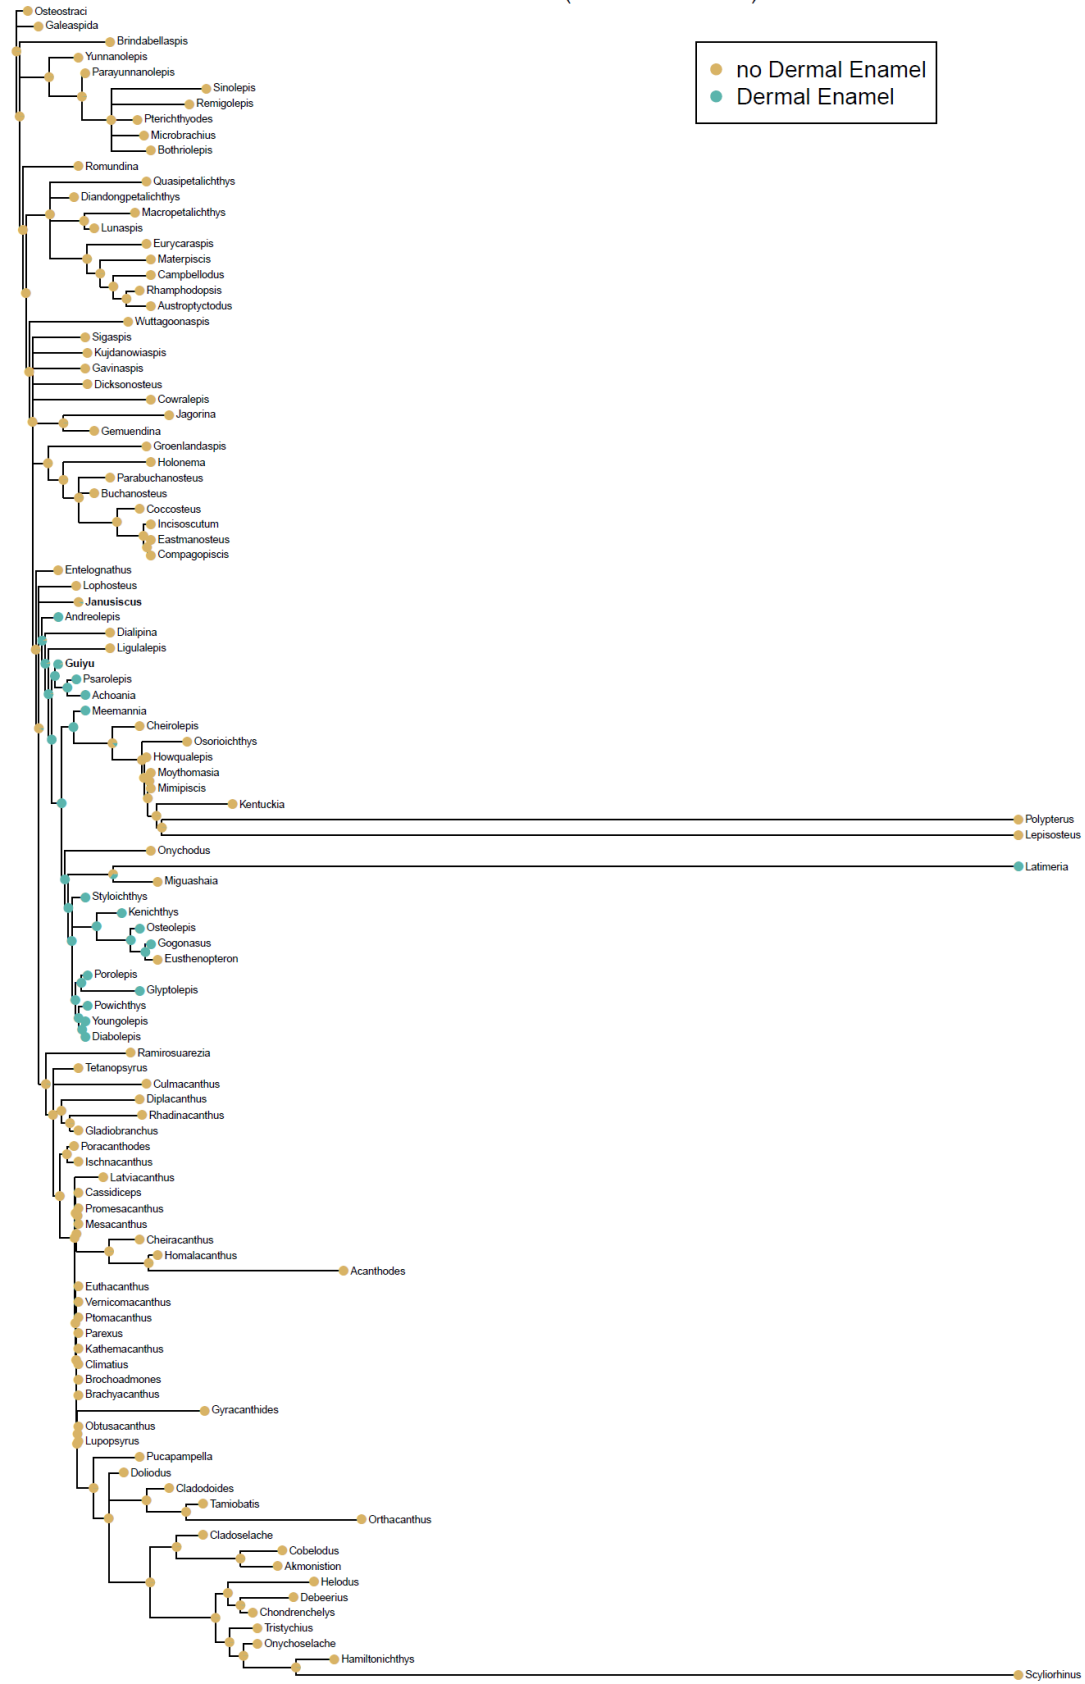 Osteostraci
Galeaspida
Brindabellaspis
Yunnanolepis
Parayunnanolepis
Sinolepis
Remigolepis
Pterichthyodes
Microbrachius
Bothriolepis
Romundina
Quasipetalichthys
Diandongpetalichthys
Macropetalichthys
Lunaspis
Eurycaraspis
Materpiscis
Campbellodus
Rhamphodopsis
Austroptyctodus
Wuttagoonaspis
Sigaspis
Kujdanowiaspis
Gavinaspis
Dicksonosteus
Cowralepis
Jagorina
Gemuendina
Groenlandaspis
Holonema
Parabuchanosteus
Buchanosteus
Coccosteus
Incisoscutum
Eastmanosteus
Compagopiscis
Entelognathus
Lophosteus
Janusiscus
Andreolepis
Dialipina
Ligulalepis
Guiyu
Psarolepis
Achoania
Meemannia
Cheirolepis
Osorioichthys
Howqualepis
Moythomasia
Mimipiscis
Kentuckia
Polypterus
Lepisosteus
Onychodus
Latimeria
Miguashaia
Styloichthys
Kenichthys
Osteolepis
Gogonasus
Eusthenopteron
Porolepis
Glyptolepis
Powichthys
Youngolepis
Diabolepis
Ramirosuarezia
Tetanopsyrus
Culmacanthus
Diplacanthus
Rhadinacanthus
Gladiobranchus
Poracanthodes
Ischnacanthus
Latviacanthus
Cassidiceps
Promesacanthus
Mesacanthus
Cheiracanthus
Homalacanthus
Acanthodes
Euthacanthus
Vernicomacanthus
Ptomacanthus
Parexus
Kathemacanthus
Climatius
Brochoadmones
Brachyacanthus
Gyracanthides
Obtusacanthus
Lupopsyrus
Pucapampella
Doliodus
Cladodoides
Tamiobatis
Orthacanthus
Cladoselache
Cobelodus
Akmonistion
Helodus
Debeerius
Chondrenchelys
Tristychius
Onychoselache
Hamiltonichthys
Scyliorhinus
no Dermal Enamel
Dermal Enamel